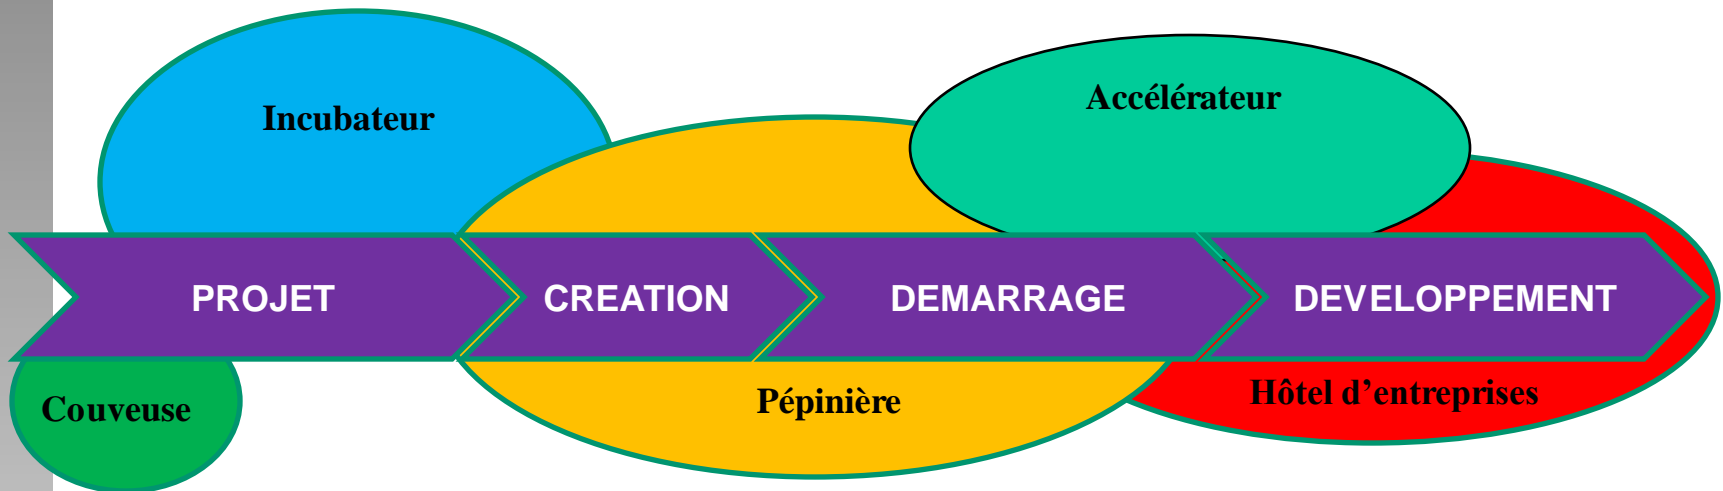 Incubateur
Accélérateur
PROJET
CREATION
DEMARRAGE
DEVELOPPEMENT
Couveuse
Pépinière
Hôtel d’entreprises